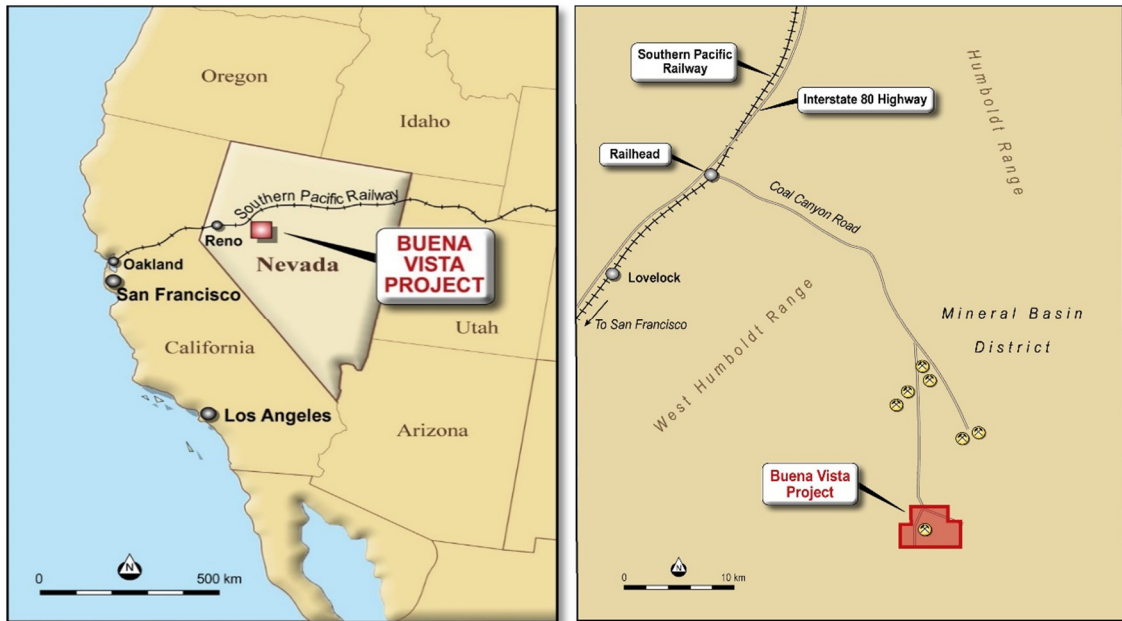 Oregon
Idaho
Southern Pacific Railway
Reno
BUENA
VISTA
PROJECT
Nevada
Oakland
San Francisco
Utah
California
Los Angeles
Arizona
N
0
500 km
Southern Pacific
Railway
Interstate 80 Highway
Humboldt Range
Railhead
Coal Canyon Road
Lovelock
To San Francisco
West Humboldt Range
Mineral Basin
District
Buena Vista
Project
N
0
10 km